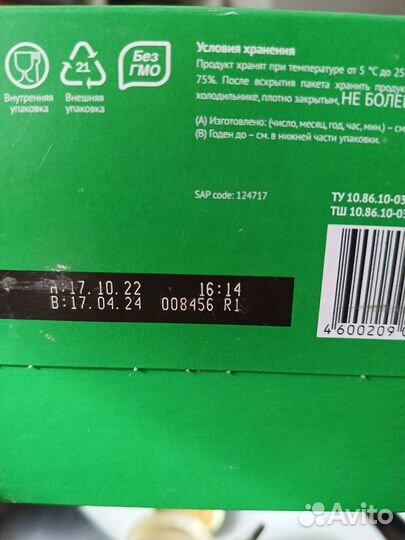 Без
ГМО
21
Внутренняя
упаковка
Внешняя
упаковка
Условия хранения
Продукт хранят при температуре от 5 °С до 25
75%. После вскрытия пакета хранить
холодильнике, плотно закрытым, НЕ БОЛЕ
(А) Изготовлено: (число, месяц, год, час, мин.) – см.
(В) Годен до – см. в нижней части упаковки.
SAP code: 124717
ТУ 10.86.10-03
ТШ 10.86.10-03
A:17.10.22 16:14
B:17.04.24 008456 R1
4 600209
Avito